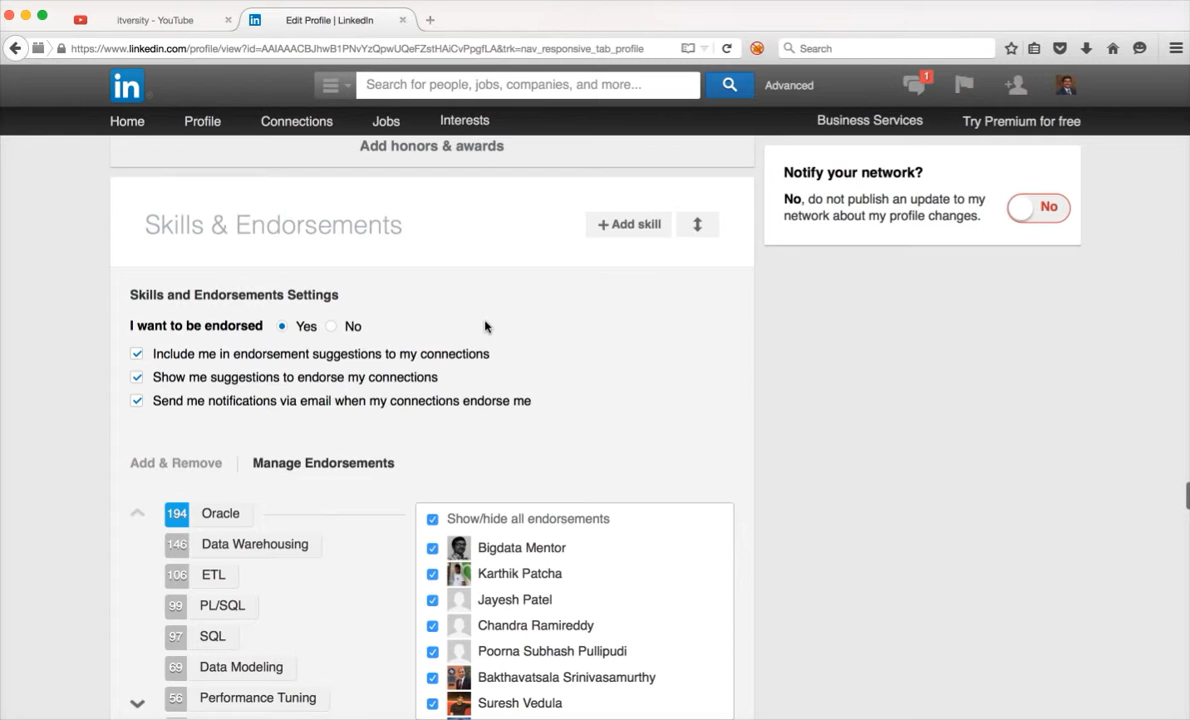 itversity - YouTube
Edit Profile | LinkedIn
https://www.linkedin.com/profile/view?id=AAIAAACBJhwB1PNvYzQpwUQeFZstHAiCvPpgfLA&trk=nav_responsive_tab_profile
Search
in
Search for people, jobs, companies, and more...
Advanced
1
Home
Profile
Connections
Jobs
Interests
Business Services
Try Premium for free
Add honors & awards
Notify your network?
No, do not publish an update to my
network about my profile changes.
No
Skills & Endorsements
+ Add skill
Skills and Endorsements Settings
I want to be endorsed Yes No
Include me in endorsement suggestions to my connections
Show me suggestions to endorse my connections
Send me notifications via email when my connections endorse me
Add & Remove
Manage Endorsements
194 Oracle
146 Data Warehousing
106 ETL
99 PL/SQL
97 SQL
69 Data Modeling
56 Performance Tuning
Show/hide all endorsements
Bigdata Mentor
Karthik Patcha
Jayesh Patel
Chandra Ramireddy
Poorna Subhash Pullipudi
Bakthavatsala Srinivasamurthy
Suresh Vedula